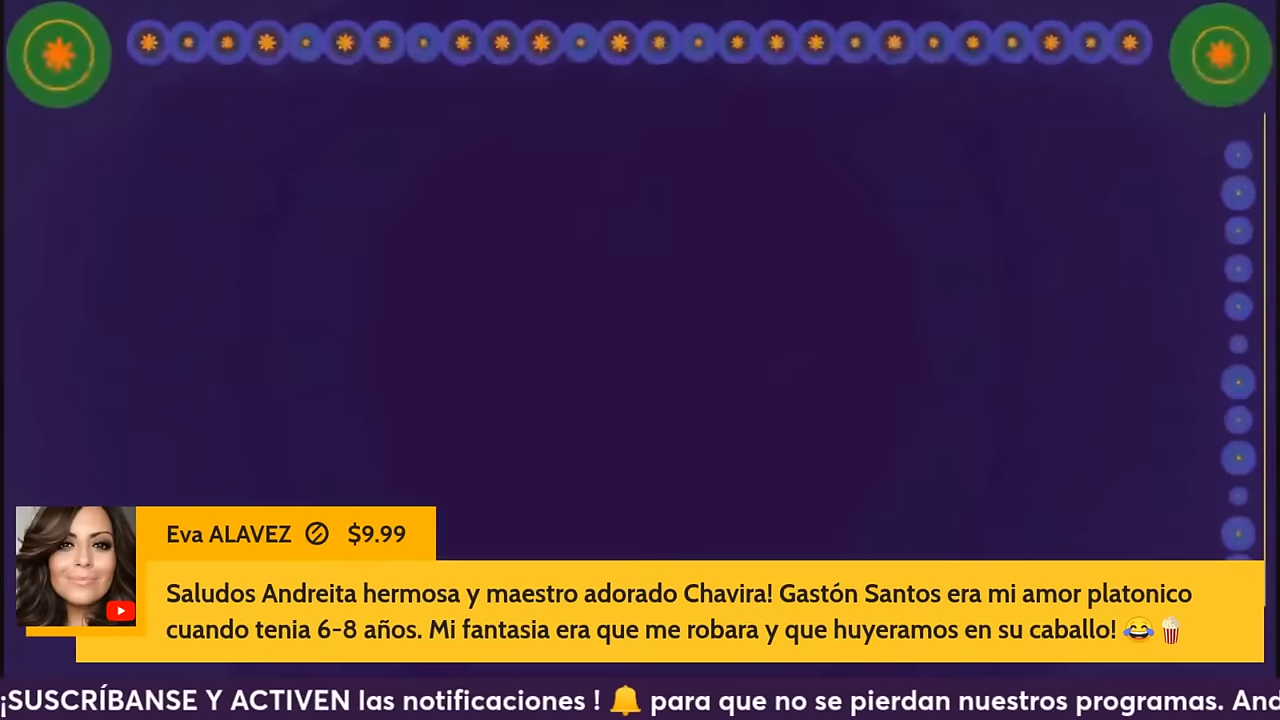 Eva ALAVEZ $9.99
Saludos Andreita hermosa y maestro adorado Chavira! Gastón Santos era mi amor platonico
cuando tenia 6-8 años. Mi fantasia era que me robara y que huyeramos en su caballo! 😂🍿
¡SUSCRÍBANSE Y ACTIVEN las notificaciones ! 🔔 para que no se pierdan nuestros programas.